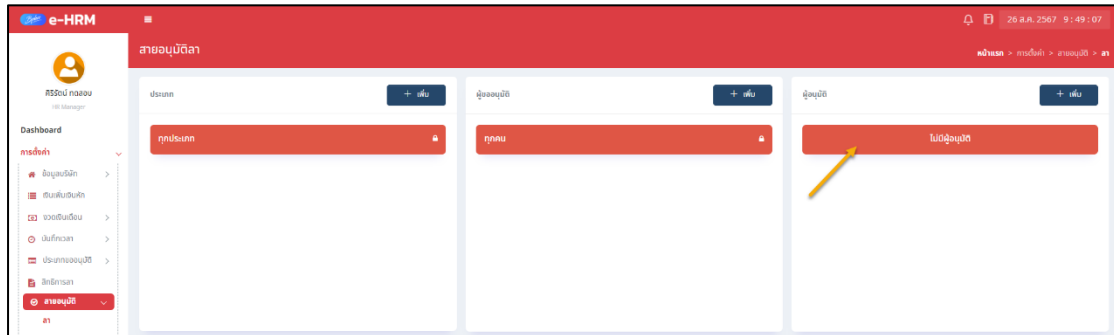 e-HRM
26 ส.ค. 2567 9 : 49 : 07
สายอนุมัติลา
หน้าแรก > การตั้งค่า > สายอนุมัติ > ลา
ศิริรัตน์ ทดสอบ
HR Manager
Dashboard
การตั้งค่า
ข้อมูลบริษัท
เงินเพิ่มเงินหัก
งวดเงินเดือน
บันทึกเวลา
ประเภทขออนุมัติ
สิทธิการลา
สายอนุมัติ
ลา
ประเภท
+ เพิ่ม
ทุกประเภท
ผู้ขออนุมัติ
+ เพิ่ม
ทุกคน
ผู้อนุมัติ
+ เพิ่ม
ไม่มีผู้อนุมัติ